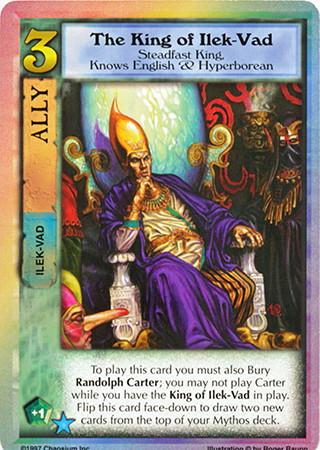 3
The King of Ilek-Vad
Steadfast King,
Knows English & Hyperborean
ALLY
ILEK-VAD
To play this card you must also Bury
Randolph Carter; you may not play Carter
while you have the King of Ilek-Vad in play.
Flip this card face-down to draw two new
cards from the top of your Mythos deck.
+1/
©1997 Chaosium Inc.
Illustration © by Roger Raupp